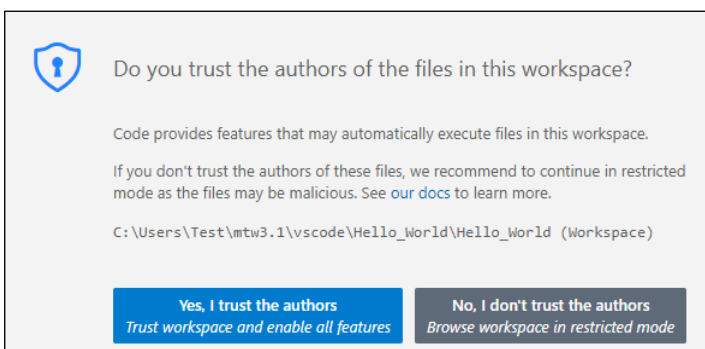 Do you trust the authors of the files in this workspace?
Code provides features that may automatically execute files in this workspace.
If you don't trust the authors of these files, we recommend to continue in restricted
mode as the files may be malicious. See our docs to learn more.
C:\Users\Test\mtw3.1\vscode\Hello_World\Hello_World (Workspace)
Yes, I trust the authors
Trust workspace and enable all features
No, I don't trust the authors
Browse workspace in restricted mode